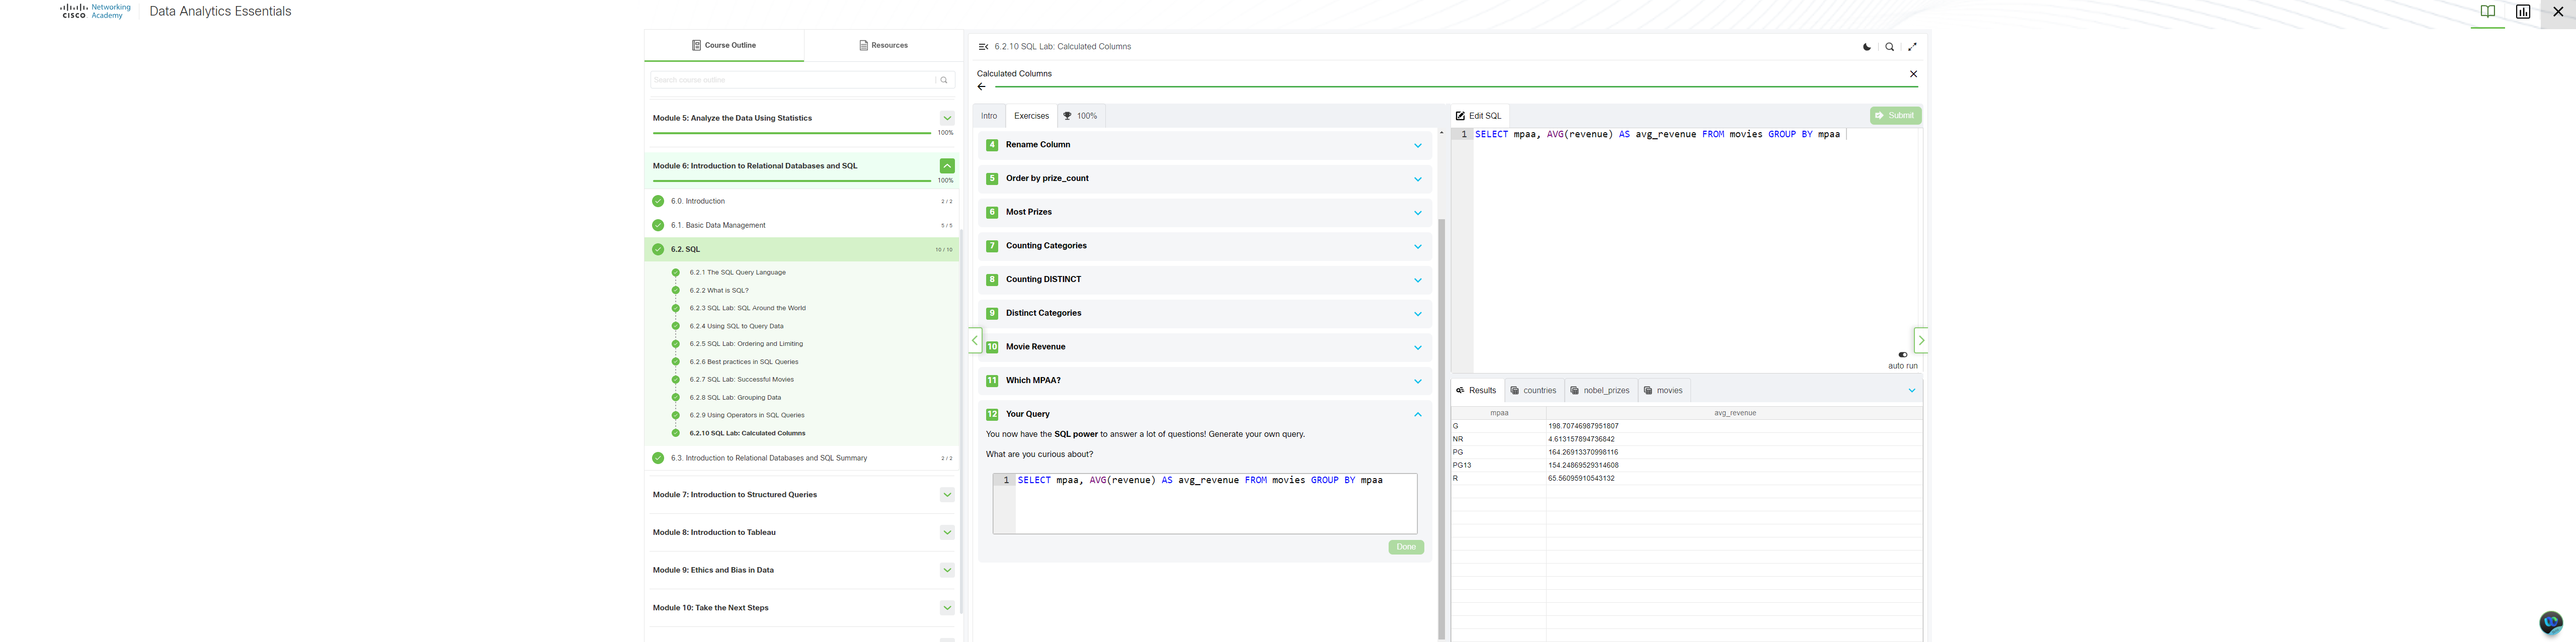 CISCO Networking Academy
Data Analytics Essentials
Course Outline
Resources
Search course outline
Module 5: Analyze the Data Using Statistics
100%
Module 6: Introduction to Relational Databases and SQL
100%
6.0. Introduction 2 / 2
6.1. Basic Data Management 5 / 5
6.2. SQL 10 / 10
6.2.1 The SQL Query Language
6.2.2 What is SQL?
6.2.3 SQL Lab: SQL Around the World
6.2.4 Using SQL to Query Data
6.2.5 SQL Lab: Ordering and Limiting
6.2.6 Best practices in SQL Queries
6.2.7 SQL Lab: Successful Movies
6.2.8 SQL Lab: Grouping Data
6.2.9 Using Operators in SQL Queries
6.2.10 SQL Lab: Calculated Columns
6.3. Introduction to Relational Databases and SQL Summary 2 / 2
Module 7: Introduction to Structured Queries
Module 8: Introduction to Tableau
Module 9: Ethics and Bias in Data
Module 10: Take the Next Steps
6.2.10 SQL Lab: Calculated Columns
Calculated Columns
Intro Exercises 100%
4 Rename Column
5 Order by prize_count
6 Most Prizes
7 Counting Categories
8 Counting DISTINCT
9 Distinct Categories
10 Movie Revenue
11 Which MPAA?
12 Your Query
You now have the SQL power to answer a lot of questions! Generate your own query.
What are you curious about?
1 SELECT mpaa, AVG(revenue) AS avg_revenue FROM movies GROUP BY mpaa
Done
Edit SQL
Submit
1 SELECT mpaa, AVG(revenue) AS avg_revenue FROM movies GROUP BY mpaa
auto run
Results countries nobel_prizes movies
mpaa avg_revenue
G 198.70746987951807
NR 4.613157894736842
PG 164.26913370998116
PG13 154.24869529314608
R 65.56095910543132